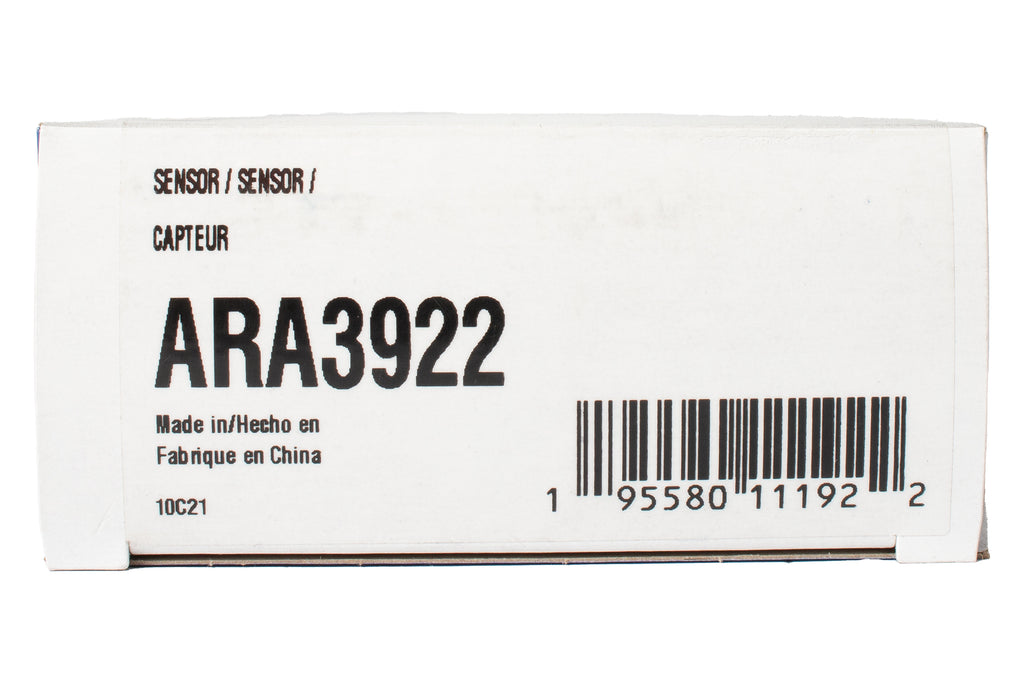 SENSOR / SENSOR /
CAPTEUR
ARA3922
Made in/Hecho en
Fabrique en China
10C21
1 95580 11192 2